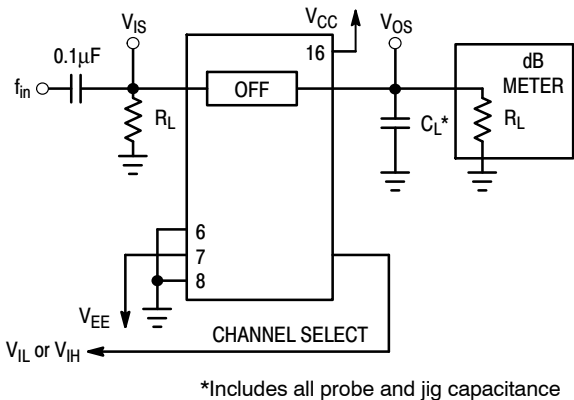 V_IS
V_CC
V_OS
0.1μF
16
dB
METER
f_in
OFF
R_L
C_L*
R_L
6
7
8
V_EE
CHANNEL SELECT
V_IL or V_IH
*Includes all probe and jig capacitance